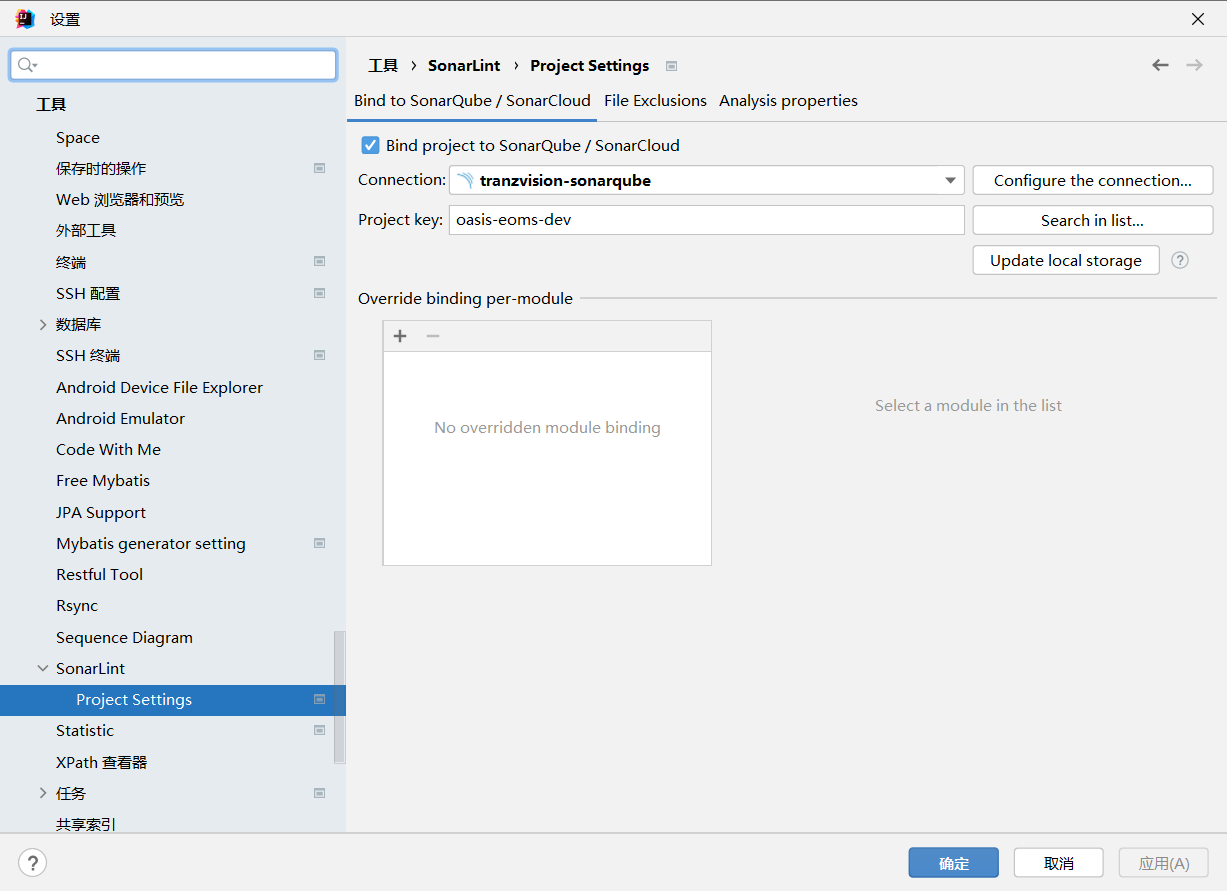 设置
工具
Space
保存时的操作
Web 浏览器和预览
外部工具
终端
SSH 配置
数据库
SSH 终端
Android Device File Explorer
Android Emulator
Code With Me
Free Mybatis
JPA Support
Mybatis generator setting
Restful Tool
Rsync
Sequence Diagram
SonarLint
Project Settings
Statistic
XPath 查看器
任务
共享索引
工具 › SonarLint › Project Settings
Bind to SonarQube / SonarCloud File Exclusions Analysis properties
Bind project to SonarQube / SonarCloud
Connection: tranzvision-sonarqube Configure the connection...
Project key: oasis-eoms-dev Search in list...
Update local storage ?
Override binding per-module
No overridden module binding
Select a module in the list
? 确定 取消 应用(A)